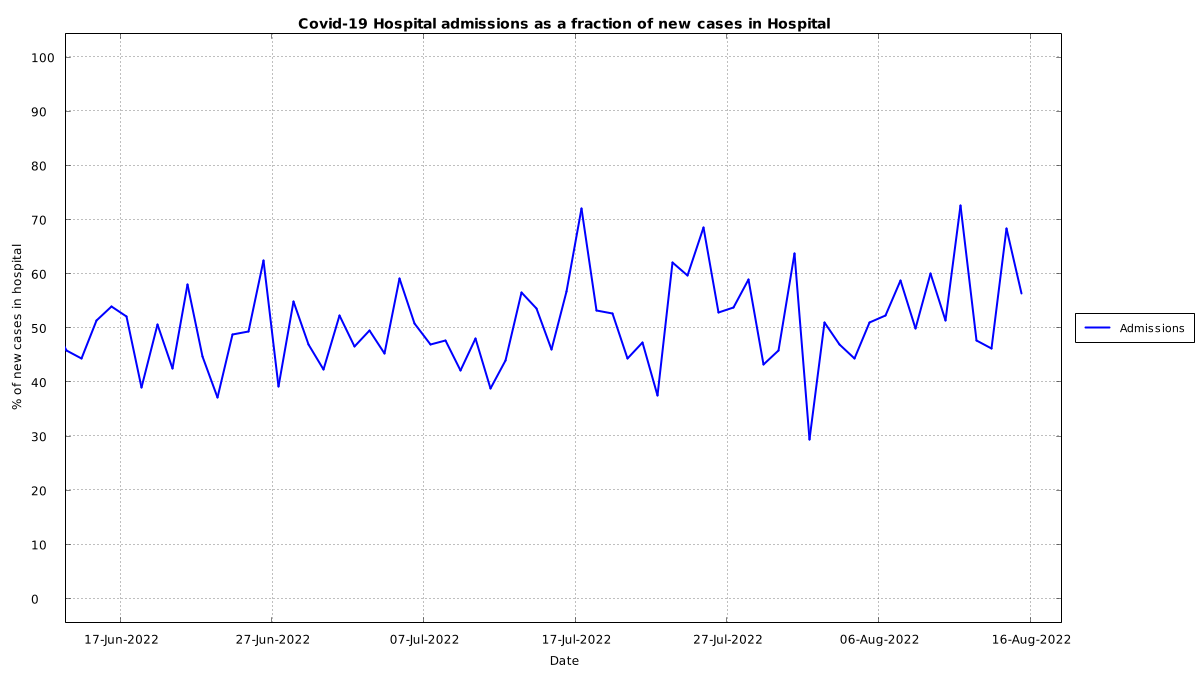 Covid-19 Hospital admissions as a fraction of new cases in Hospital
100
90
80
70
60
50
40
30
20
10
0
% of new cases in hospital
17-Jun-2022
27-Jun-2022
07-Jul-2022
17-Jul-2022
27-Jul-2022
06-Aug-2022
16-Aug-2022
Date
Admissions